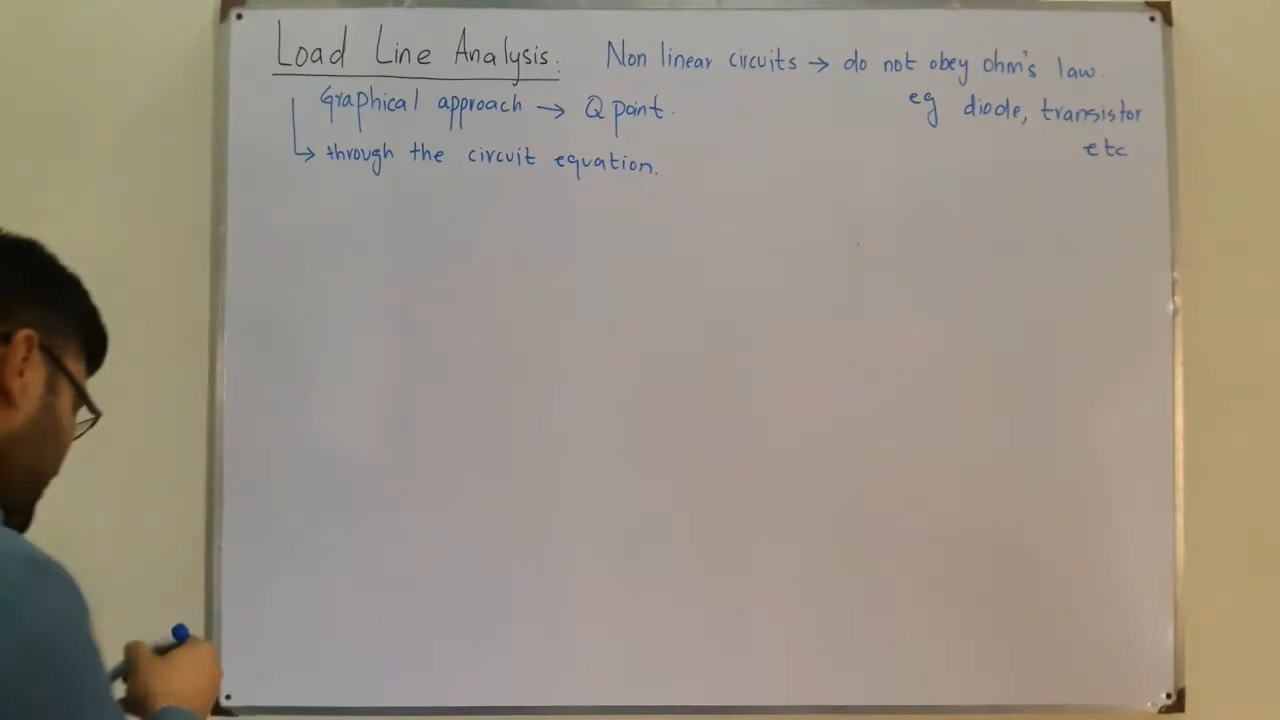 Load Line Analysis. Non linear circuits → do not obey ohm's law.
Graphical approach → Q point. eg diode, transistor
↳ through the circuit equation. etc